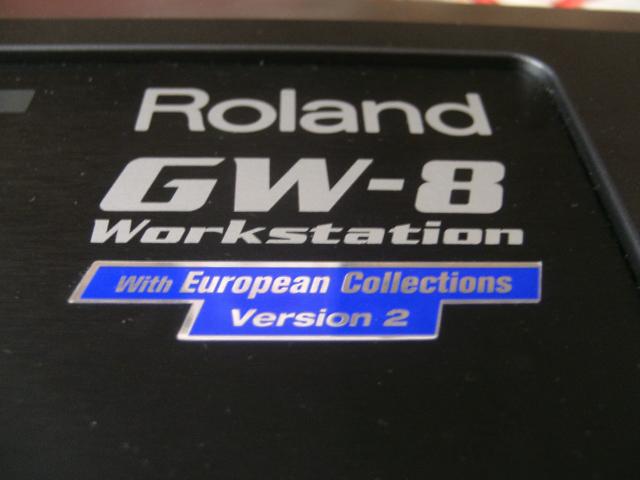 Roland
GW-8
Workstation
With European Collections
Version 2